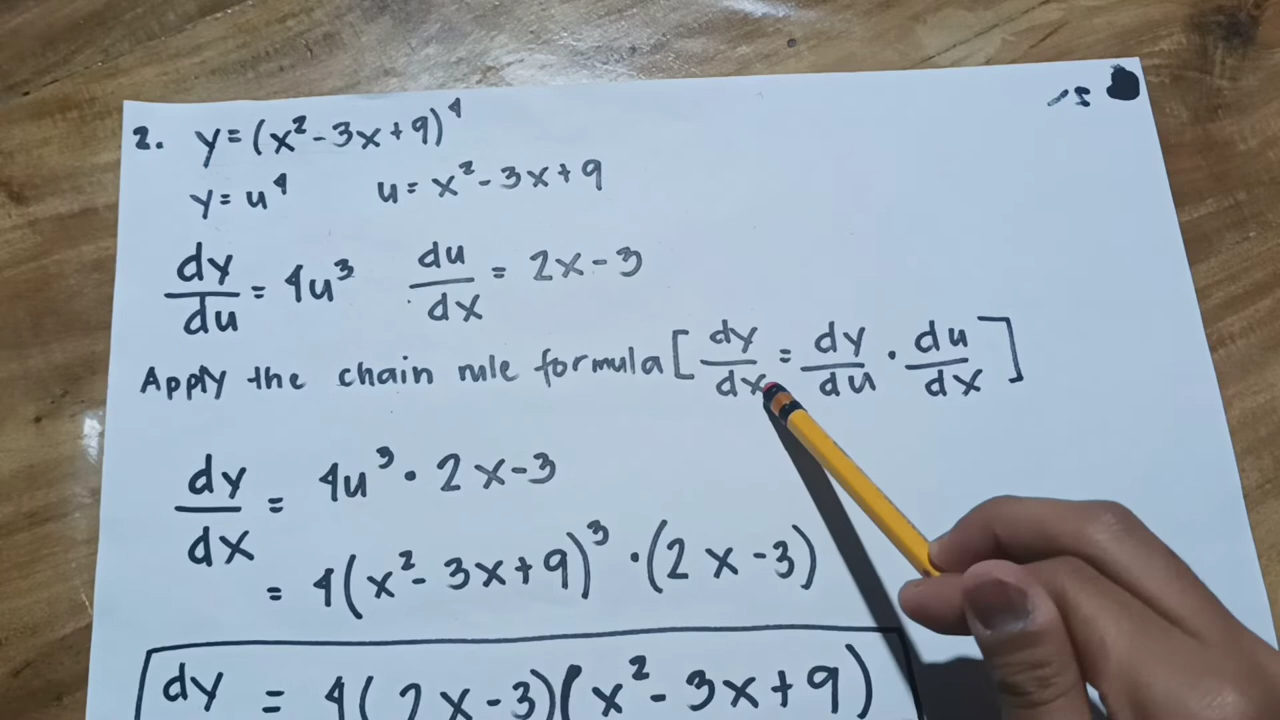 2. y=(x²-3x+9)⁴
y=u⁴ u=x²-3x+9
dy/du = 4u³ du/dx = 2x-3
Apply the chain rule formula [dy/dx = dy/du · du/dx]
dy/dx = 4u³ · 2x-3
= 4(x²-3x+9)³ · (2x-3)
dy = 4(2x-3)(x²-3x+9)